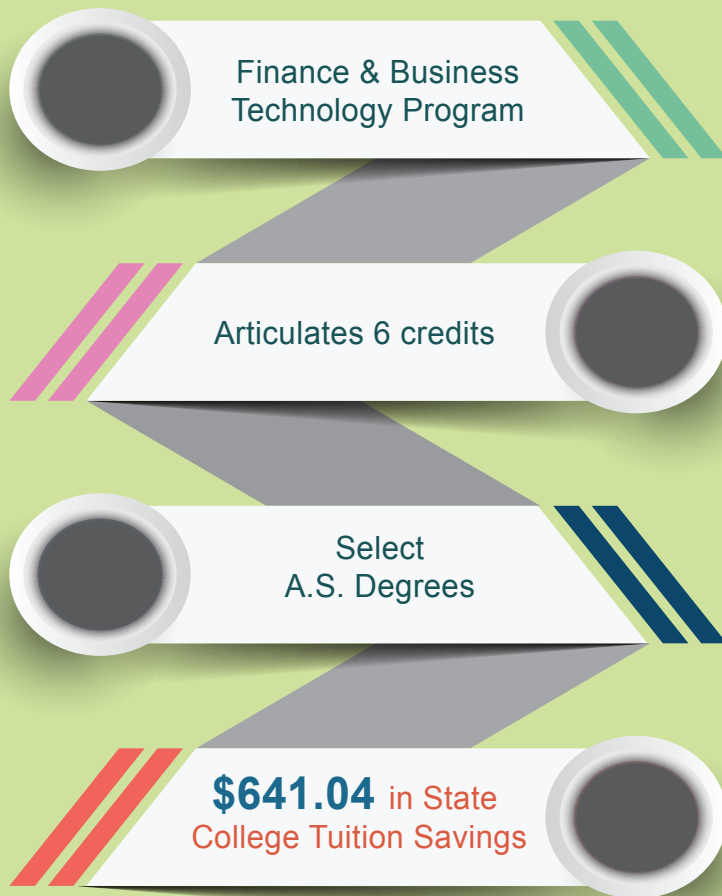 Finance & Business
Technology Program
Articulates 6 credits
Select
A.S. Degrees
$641.04 in State
College Tuition Savings